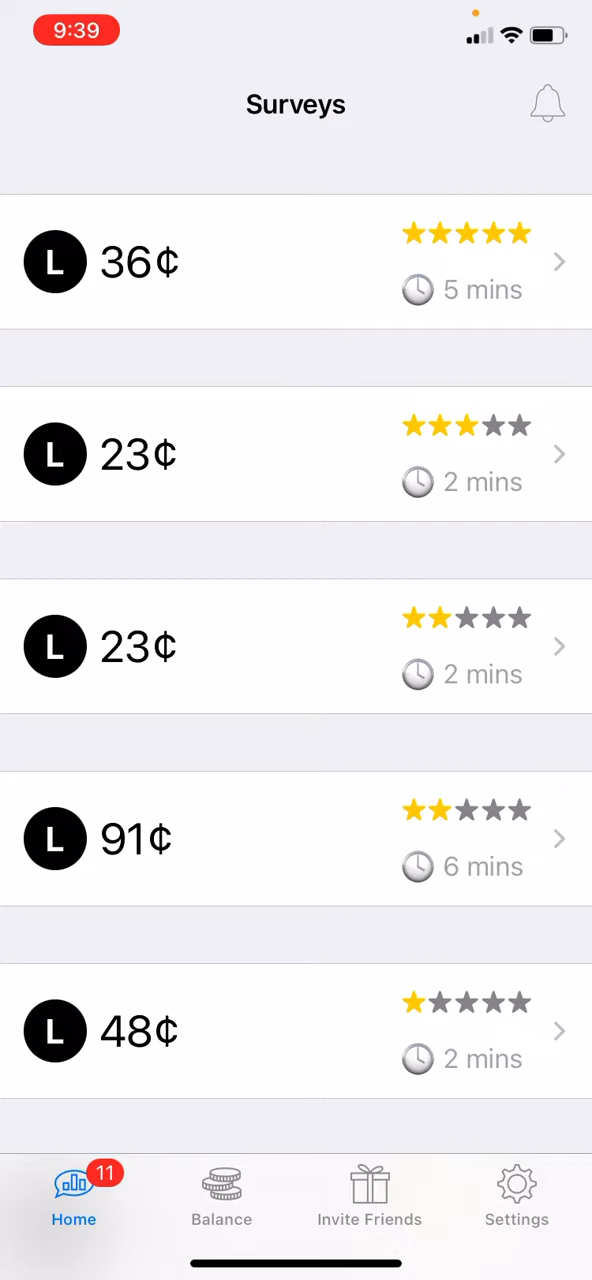 9:39
Surveys
L 36¢
5 mins
L 23¢
2 mins
L 23¢
2 mins
L 91¢
6 mins
L 48¢
2 mins
11
Home Balance Invite Friends Settings